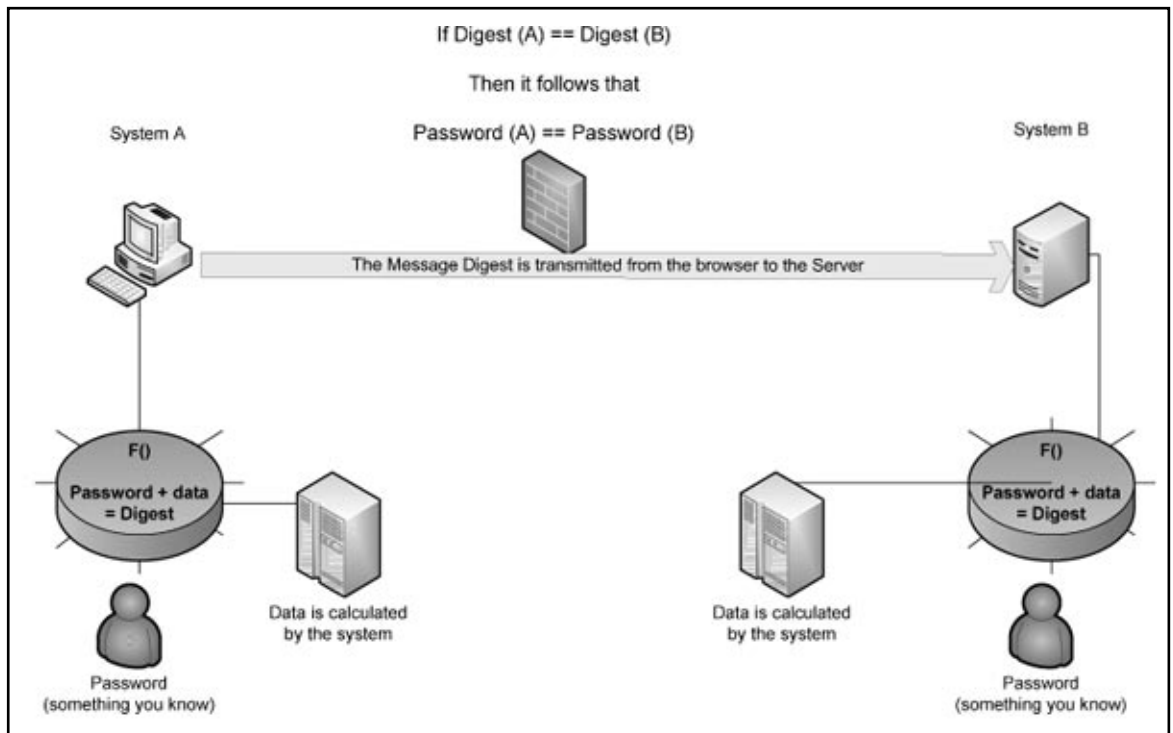 If Digest (A) == Digest (B)
Then it follows that
Password (A) == Password (B)
System A
System B
The Message Digest is transmitted from the browser to the Server
F()
Password + data
= Digest
F()
Password + data
= Digest
Data is calculated
by the system
Data is calculated
by the system
Password
(something you know)
Password
(something you know)